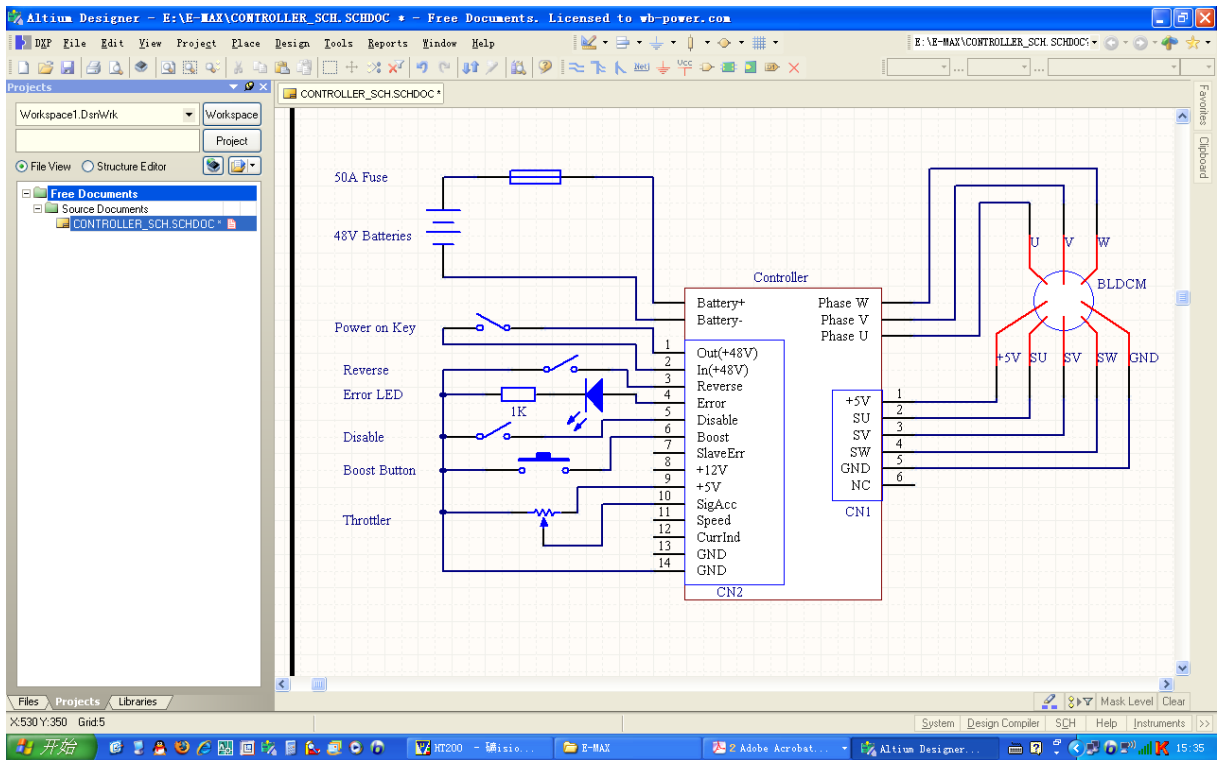 Altium Designer - E:\E-MAX\CONTROLLER_SCH.SCHDOC * - Free Documents. Licensed to wb-power.com
DXP File Edit View Project Place Design Tools Reports Window Help
E:\E-MAX\CONTROLLER_SCH.SCHDOC?
Projects
CONTROLLER_SCH.SCHDOC *
Workspace1.DsnWrk
Workspace
Project
File View
Structure Editor
Free Documents
Source Documents
CONTROLLER_SCH.SCHDOC *
Favorites
Clipboard
50A Fuse
48V Batteries
Power on Key
Reverse
Error LED
1K
Disable
Boost Button
Throttler
Controller
Battery+
Battery-
Phase W
Phase V
Phase U
1 Out(+48V)
2 In(+48V)
3 Reverse
4 Error
5 Disable
6 Boost
7 SlaveErr
8 +12V
9 +5V
10 SigAcc
11 Speed
12 CurrInd
13 GND
14 GND
CN2
+5V 1
SU 2
SV 3
SW 4
GND 5
NC 6
CN1
U V W
BLDCM
+5V SU SV SW GND
Files Projects Libraries
Mask Level Clear
X:530 Y:350 Grid:5
System Design Compiler SCH Help Instruments >>
开始
HT200 - Visio...
E-MAX
2 Adobe Acrobat...
Altium Designer...
15:35